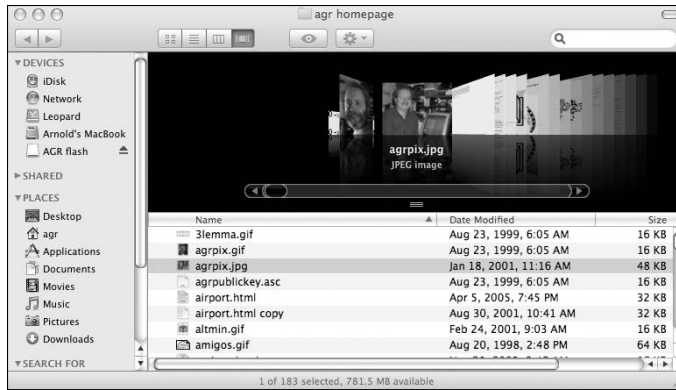 agr homepage
DEVICES
iDisk
Network
Leopard
Arnold's MacBook
AGR flash
SHARED
PLACES
Desktop
agr
Applications
Documents
Movies
Music
Pictures
Downloads
SEARCH FOR
agrpix.jpg
JPEG image
Name Date Modified Size
3lemma.gif Aug 23, 1999, 6:05 AM 16 KB
agrpix.gif Aug 23, 1999, 6:05 AM 16 KB
agrpix.jpg Jan 18, 2001, 11:16 AM 48 KB
agrpublickey.asc Aug 23, 1999, 6:05 AM 16 KB
airport.html Apr 5, 2005, 7:45 PM 32 KB
airport.html copy Aug 30, 2001, 10:41 AM 32 KB
altmin.gif Feb 24, 2001, 9:03 AM 16 KB
amigos.gif Aug 20, 1998, 2:48 PM 64 KB
1 of 183 selected, 781.5 MB available